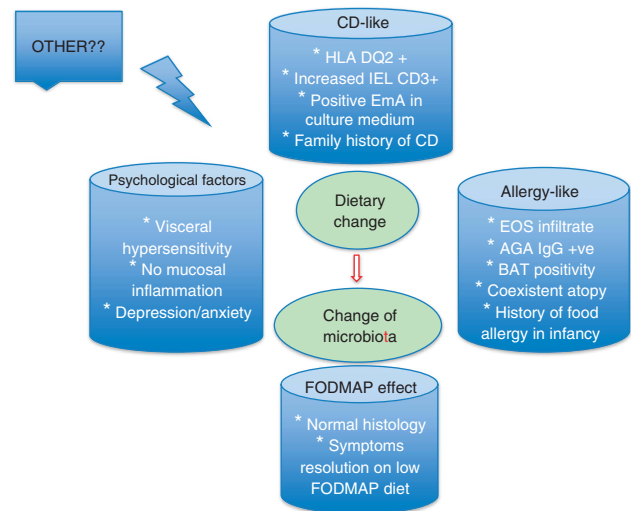 OTHER??
CD-like
* HLA DQ2 +
* Increased IEL CD3+
* Positive EmA in
culture medium
* Family history of CD
Psychological factors
* Visceral
hypersensitivity
* No mucosal
inflammation
* Depression/anxiety
Dietary
change
Allergy-like
* EOS infiltrate
* AGA IgG +ve
* BAT positivity
* Coexistent atopy
* History of food
allergy in infancy
Change of
microbiota
FODMAP effect
* Normal histology
* Symptoms
resolution on low
FODMAP diet